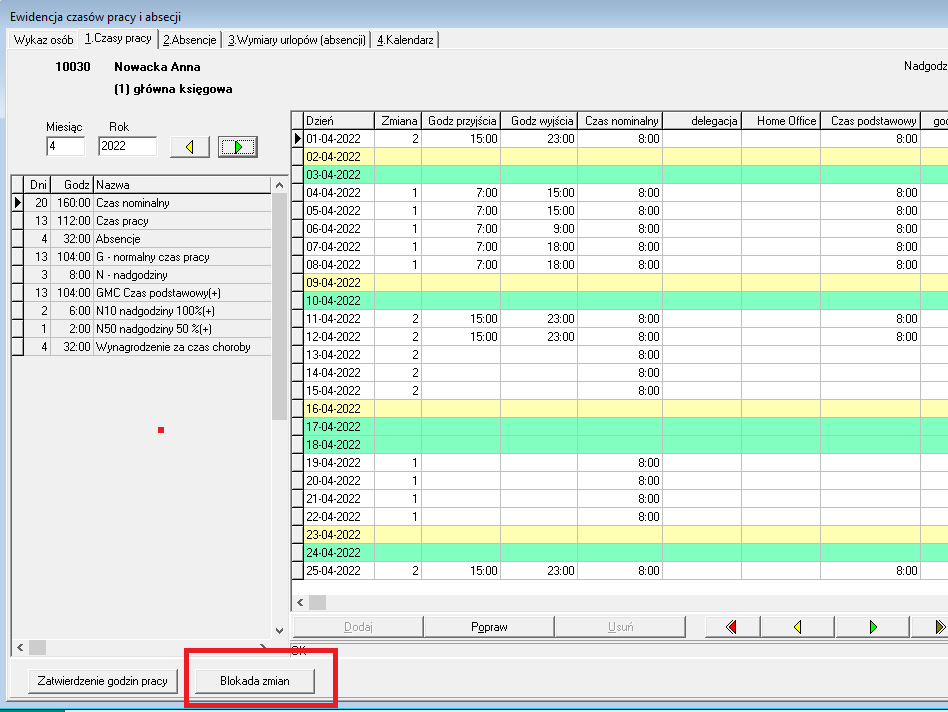 Ewidencja czasów pracy i absecji
Wykaz osób 1.Czasy pracy 2.Absencje 3.Wymiary urlopów (absencji) 4.Kalendarz
10030 Nowacka Anna
(1) główna księgowa
Nadgodz
Miesiąc Rok
4 2022
Dni Godz Nazwa
20 160:00 Czas nominalny
13 112:00 Czas pracy
4 32:00 Absencje
13 104:00 G - normalny czas pracy
3 8:00 N - nadgodziny
13 104:00 GMC Czas podstawowy(+)
2 6:00 N10 nadgodziny 100%(+)
1 2:00 N50 nadgodziny 50 %(+)
4 32:00 Wynagrodzenie za czas choroby
Dzień Zmiana Godz przyjścia Godz wyjścia Czas nominalny delegacja Home Office Czas podstawowy god
01-04-2022 2 15:00 23:00 8:00 8:00
02-04-2022
03-04-2022
04-04-2022 1 7:00 15:00 8:00 8:00
05-04-2022 1 7:00 15:00 8:00 8:00
06-04-2022 1 7:00 9:00 8:00 8:00
07-04-2022 1 7:00 18:00 8:00 8:00
08-04-2022 1 7:00 18:00 8:00 8:00
09-04-2022
10-04-2022
11-04-2022 2 15:00 23:00 8:00 8:00
12-04-2022 2 15:00 23:00 8:00 8:00
13-04-2022 2 8:00
14-04-2022 2 8:00
15-04-2022 2 8:00
16-04-2022
17-04-2022
18-04-2022
19-04-2022 1 8:00
20-04-2022 1 8:00
21-04-2022 1 8:00
22-04-2022 1 8:00
23-04-2022
24-04-2022
25-04-2022 2 15:00 23:00 8:00 8:00
Dodaj Popraw Usuń
OK
Zatwierdzenie godzin pracy Blokada zmian